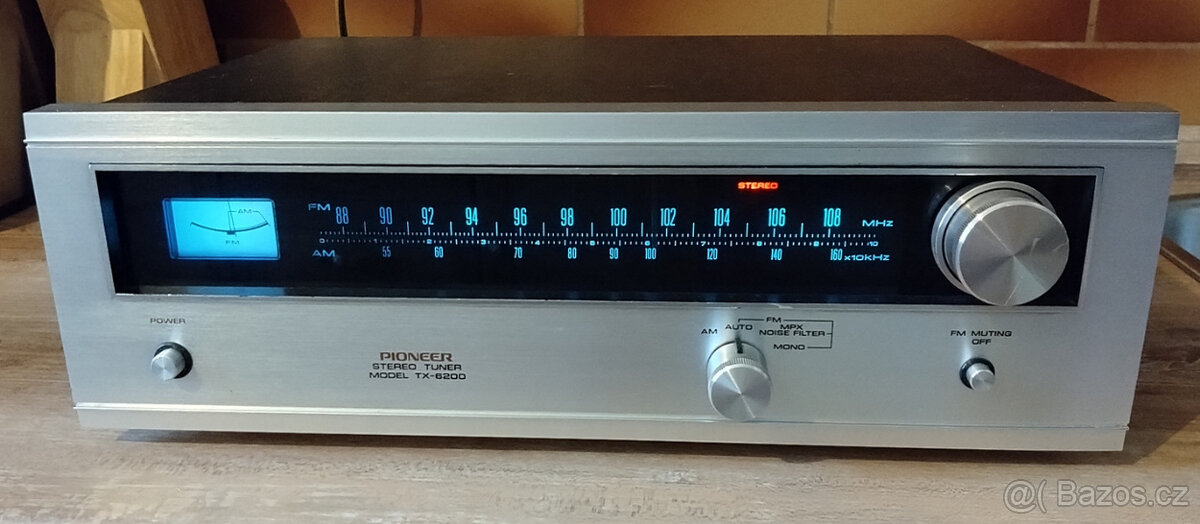 STEREO
AM
FM
FM 88 90 92 94 96 98 100 102 104 106 108 MHz
0 1 2 3 4 5 6 7 8 9 10
AM 55 60 70 80 90 100 120 140 160 x10kHz
POWER
PIONEER
STEREO TUNER
MODEL TX-6200
AM AUTO FM
MPX
NOISE FILTER
MONO
FM MUTING
OFF
@ Bazos.cz